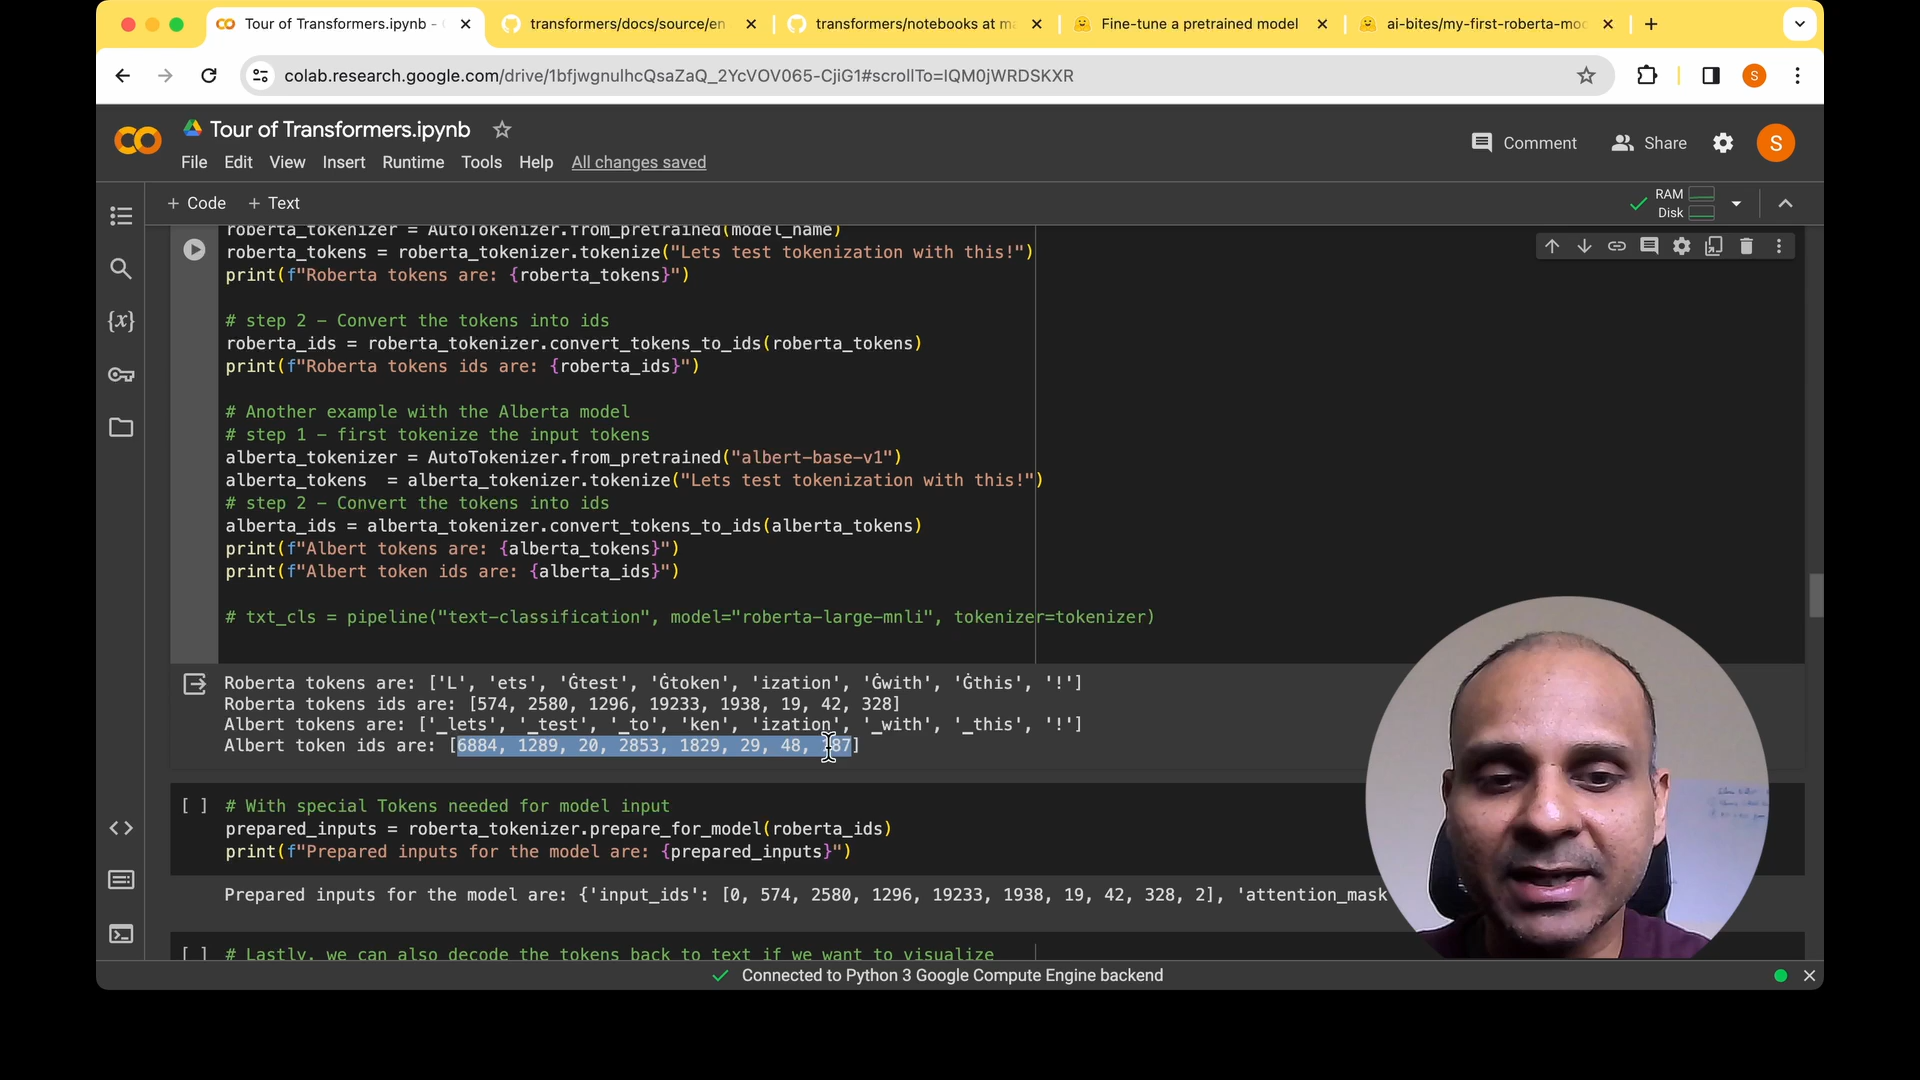 Tour of Transformers.ipynb -
transformers/docs/source/en
transformers/notebooks at ma
Fine-tune a pretrained model
ai-bites/my-first-roberta-mod
colab.research.google.com/drive/1bfjwgnulhcQsaZaQ_2YcVOV065-CjiG1#scrollTo=IQM0jWRDSKXR
S
Tour of Transformers.ipynb
File Edit View Insert Runtime Tools Help All changes saved
Comment Share S
+ Code + Text
RAM
Disk
roberta_tokenizer = AutoTokenizer.from_pretrained(model_name)
roberta_tokens = roberta_tokenizer.tokenize("Lets test tokenization with this!")
print(f"Roberta tokens are: {roberta_tokens}")
# step 2 - Convert the tokens into ids
roberta_ids = roberta_tokenizer.convert_tokens_to_ids(roberta_tokens)
print(f"Roberta tokens ids are: {roberta_ids}")
# Another example with the Alberta model
# step 1 - first tokenize the input tokens
alberta_tokenizer = AutoTokenizer.from_pretrained("albert-base-v1")
alberta_tokens  = alberta_tokenizer.tokenize("Lets test tokenization with this!")
# step 2 - Convert the tokens into ids
alberta_ids = alberta_tokenizer.convert_tokens_to_ids(alberta_tokens)
print(f"Albert tokens are: {alberta_tokens}")
print(f"Albert token ids are: {alberta_ids}")
# txt_cls = pipeline("text-classification", model="roberta-large-mnli", tokenizer=tokenizer)
Roberta tokens are: ['L', 'ets', 'Ġtest', 'Ġtoken', 'ization', 'Ġwith', 'Ġthis', '!']
Roberta tokens ids are: [574, 2580, 1296, 19233, 1938, 19, 42, 328]
Albert tokens are: ['▁lets', '▁test', '▁to', 'ken', 'ization', '▁with', '▁this', '!']
Albert token ids are: [6884, 1289, 20, 2853, 1829, 29, 48, 187]
[ ] # With special Tokens needed for model input
prepared_inputs = roberta_tokenizer.prepare_for_model(roberta_ids)
print(f"Prepared inputs for the model are: {prepared_inputs}")
Prepared inputs for the model are: {'input_ids': [0, 574, 2580, 1296, 19233, 1938, 19, 42, 328, 2], 'attention_mask
[ ] # Lastly, we can also decode the tokens back to text if we want to visualize
Connected to Python 3 Google Compute Engine backend